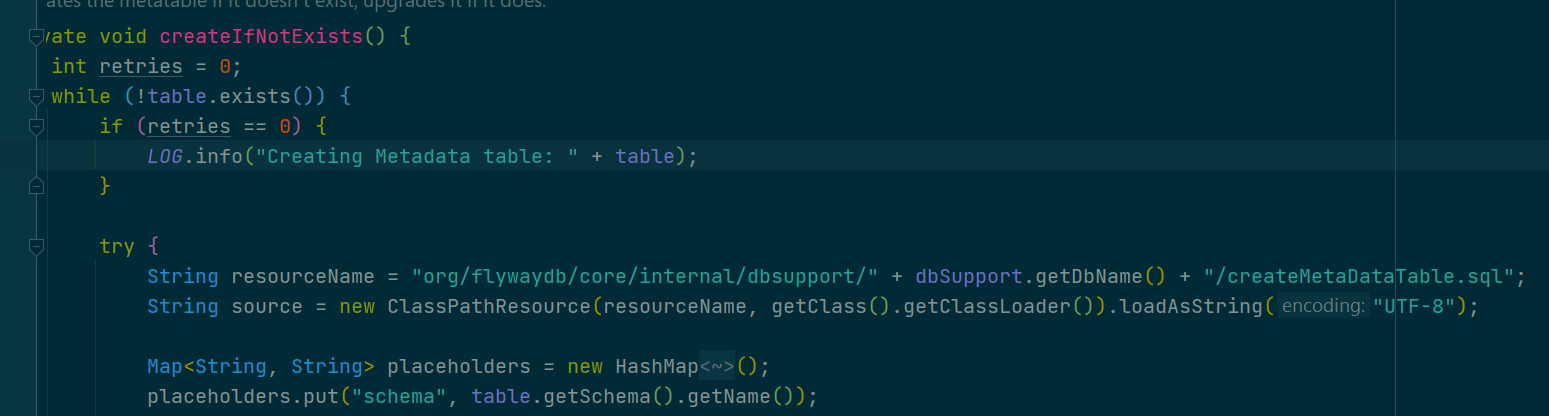 ates the metatable if it doesn't exist, upgrades it if it does.
vate void createIfNotExists() {
int retries = 0;
while (!table.exists()) {
if (retries == 0) {
LOG.info("Creating Metadata table: " + table);
}
try {
String resourceName = "org/flywaydb/core/internal/dbsupport/" + dbSupport.getDbName() + "/createMetaDataTable.sql";
String source = new ClassPathResource(resourceName, getClass().getClassLoader()).loadAsString( encoding: "UTF-8");
Map<String, String> placeholders = new HashMap<~>();
placeholders.put("schema", table.getSchema().getName());